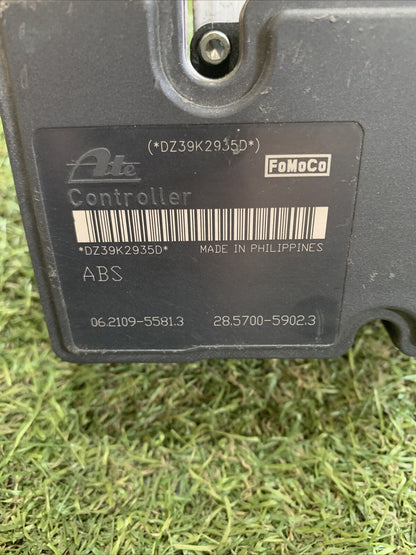 (*DZ39K2935D*)
Ate
FoMoCo
Controller
*DZ39K2935D* MADE IN PHILIPPINES
ABS
06.2109-5581.3 28.5700-5902.3